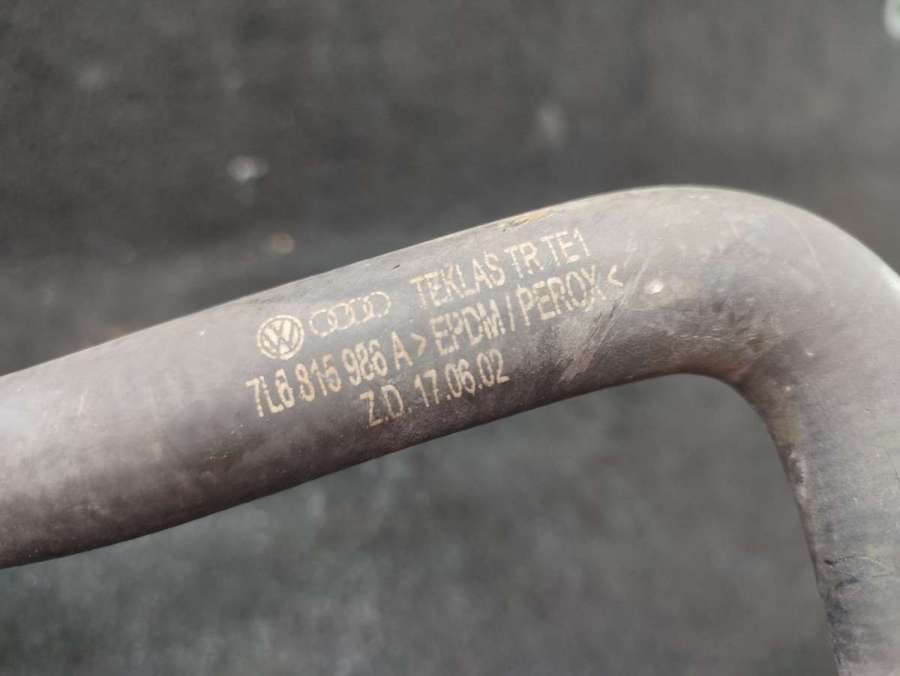 TEKLAS TR TE1
7L6 815 986 A >EPDM / PEROX<
Z.D. 17.06.02